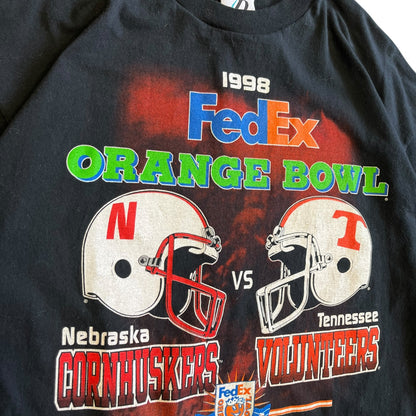 1998
FedEx
ORANGE BOWL
N
T
VS
Nebraska
Tennessee
CORNHUSKERS
VOLUNTEERS
FedEx